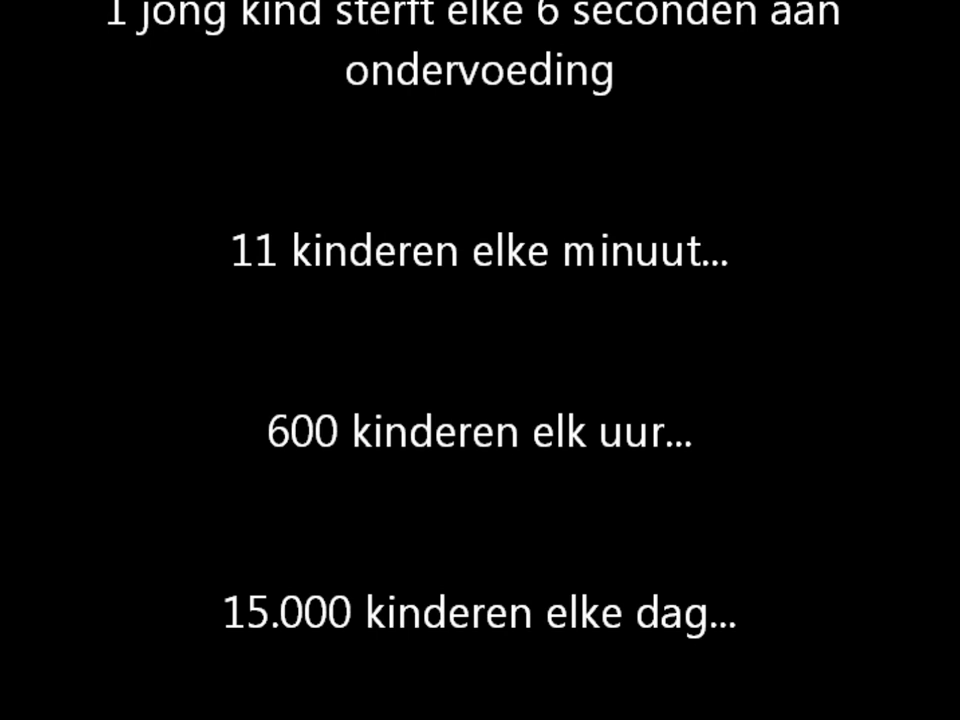 1 jong kind sterft elke 6 seconden aan
ondervoeding
11 kinderen elke minuut...
600 kinderen elk uur...
15.000 kinderen elke dag...